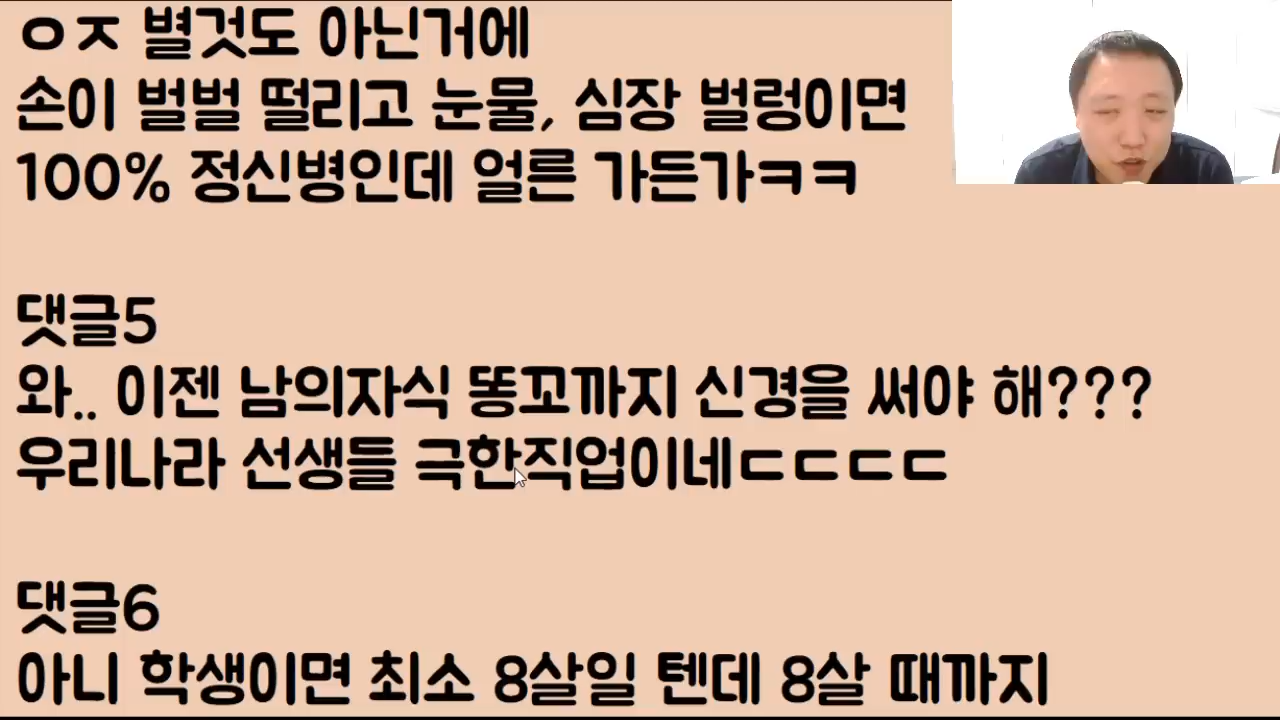 ㅇㅈ 별것도 아닌거에
손이 벌벌 떨리고 눈물, 심장 벌렁이면
100% 정신병인데 얼른 가든가ㅋㅋ
댓글5
와.. 이젠 남의자식 똥꼬까지 신경을 써야 해???
우리나라 선생들 극한직업이네ㄷㄷㄷㄷ
댓글6
아니 학생이면 최소 8살일 텐데 8살 때까지